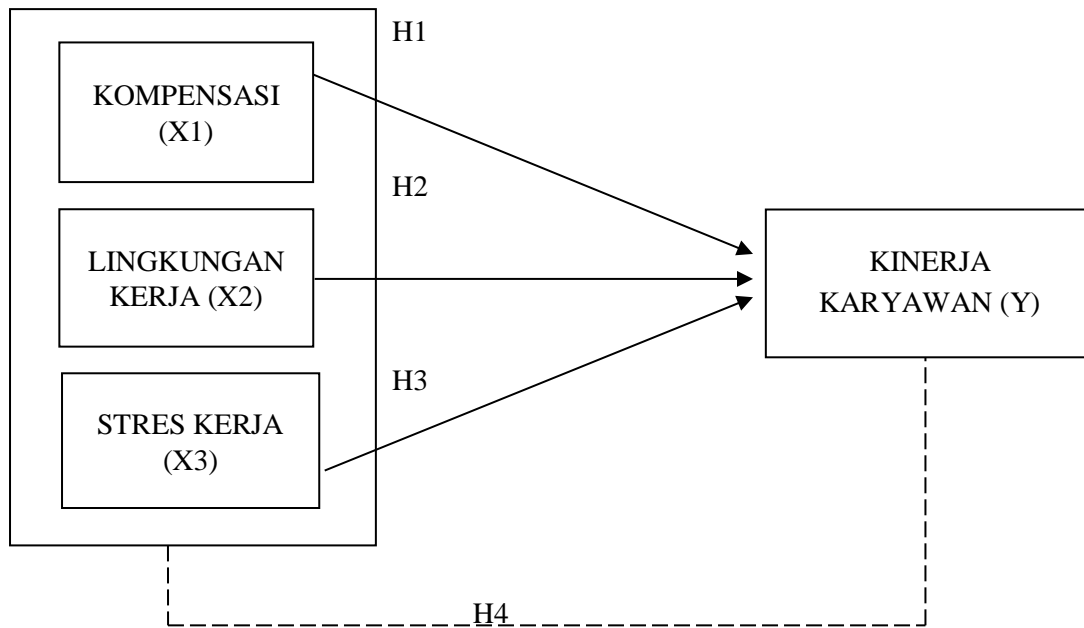 H1
KOMPENSASI
(X1)
H2
LINGKUNGAN
KERJA (X2)
KINERJA
KARYAWAN (Y)
H3
STRES KERJA
(X3)
H4